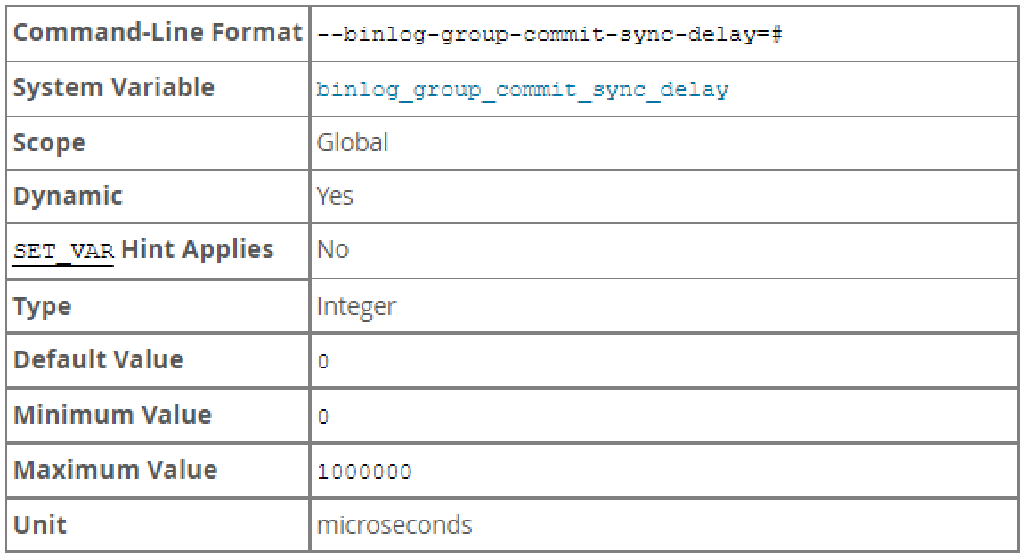 Command-Line Format --binlog-group-commit-sync-delay=#
System Variable binlog_group_commit_sync_delay
Scope Global
Dynamic Yes
SET_VAR Hint Applies No
Type Integer
Default Value 0
Minimum Value 0
Maximum Value 1000000
Unit microseconds